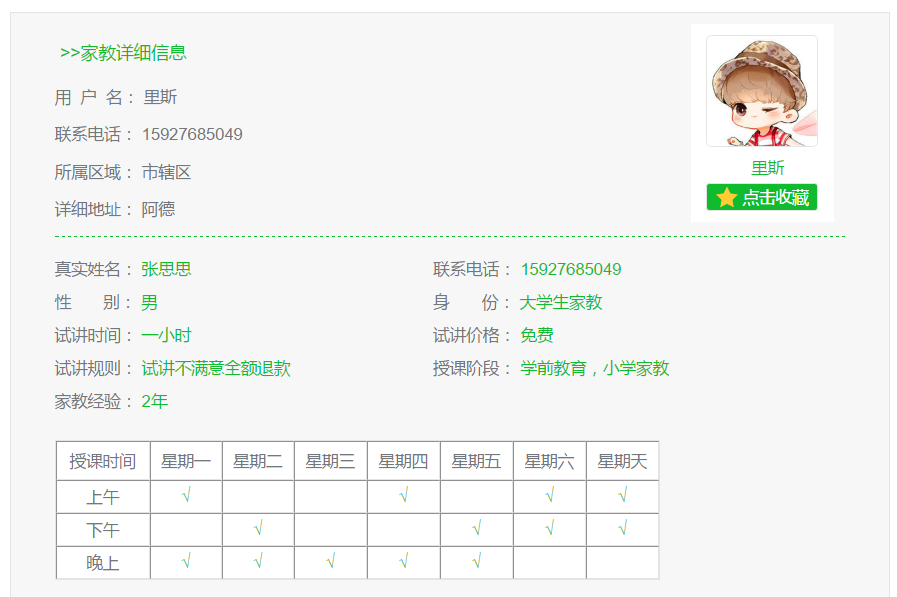 >>家教详细信息
用 户 名： 里斯
联系电话： 15927685049
所属区域： 市辖区
详细地址： 阿德
里斯
点击收藏
真实姓名： 张思思 联系电话： 15927685049
性 别： 男 身 份： 大学生家教
试讲时间： 一小时 试讲价格： 免费
试讲规则： 试讲不满意全额退款 授课阶段： 学前教育，小学家教
家教经验： 2年
授课时间 星期一 星期二 星期三 星期四 星期五 星期六 星期天
上午 √ √ √ √
下午 √ √ √ √
晚上 √ √ √ √ √